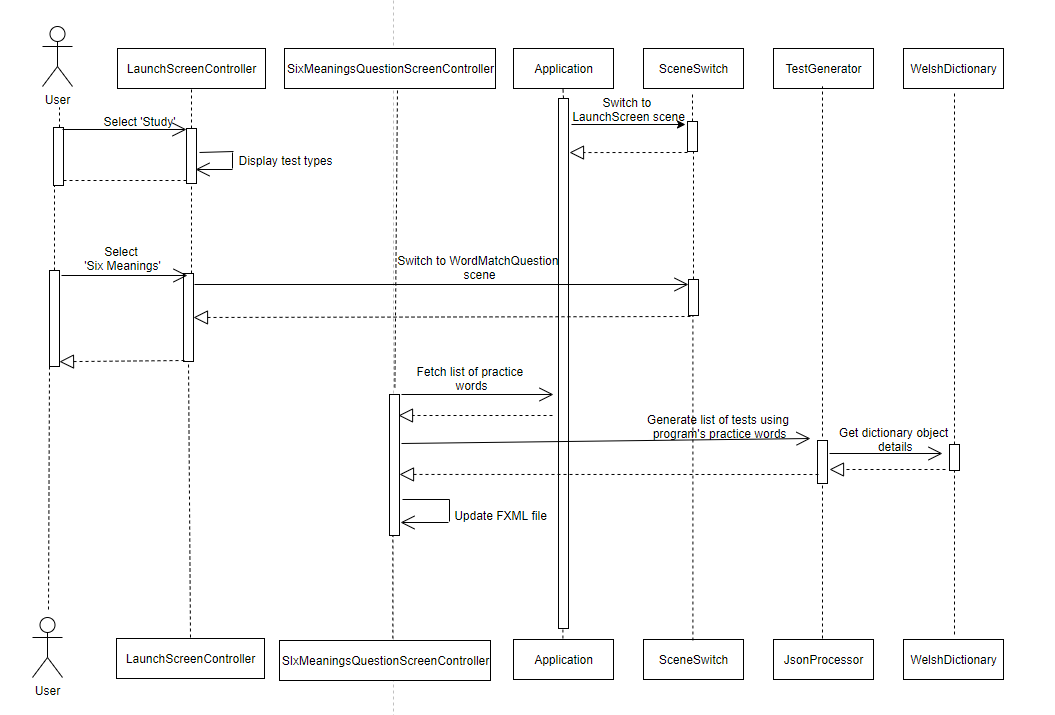 User
LaunchScreenController
SixMeaningsQuestionScreenController
Application
SceneSwitch
TestGenerator
WelshDictionary
Select 'Study'
Switch to
LaunchScreen scene
Display test types
Select
'Six Meanings'
Switch to WordMatchQuestion
scene
Fetch list of practice
words
Generate list of tests using
program's practice words
Get dictionary object
details
Update FXML file
User
LaunchScreenController
SIxMeaningsQuestionScreenController
Application
SceneSwitch
JsonProcessor
WelshDictionary